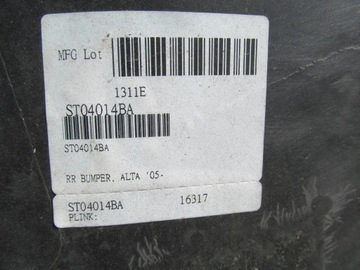 MFG Lot
1311E
ST04014BA
ST04014BA
RR BUMPER, ALTA '05-
ST04014BA 16317
PLINK: